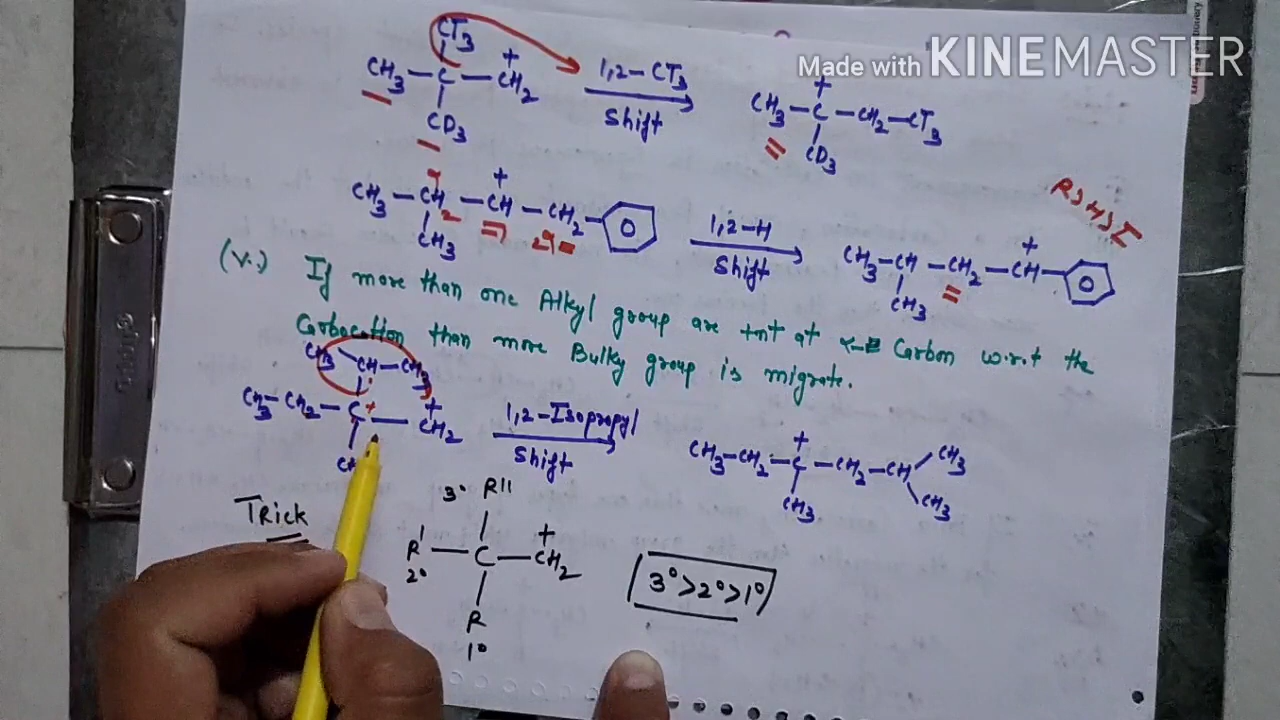 Made with KINEMASTER
CT3
CH3 — C — CH2 +
CD3
1,2-CT3
Shift
CH3 — C + — CH2 — CT3
CD3
CH3 — CH — CH + — CH2 —
CH3
1,2-H
Shift
CH3 — CH — CH2 — CH + —
CH3
(V.) If more than one Alkyl group are +nt at Carbon w.r.t the
Carbocation than more Bulky group is migrate.
CH3 CH — CH3
CH3 — CH2 — C — CH2 +
1,2-Isopropyl
Shift
CH3 — CH2 — C + — CH2 — CH CH3
CH3 CH3
Trick
3° R''
R' — C — CH2 +
2°
R
1°
3° > 2° > 1°